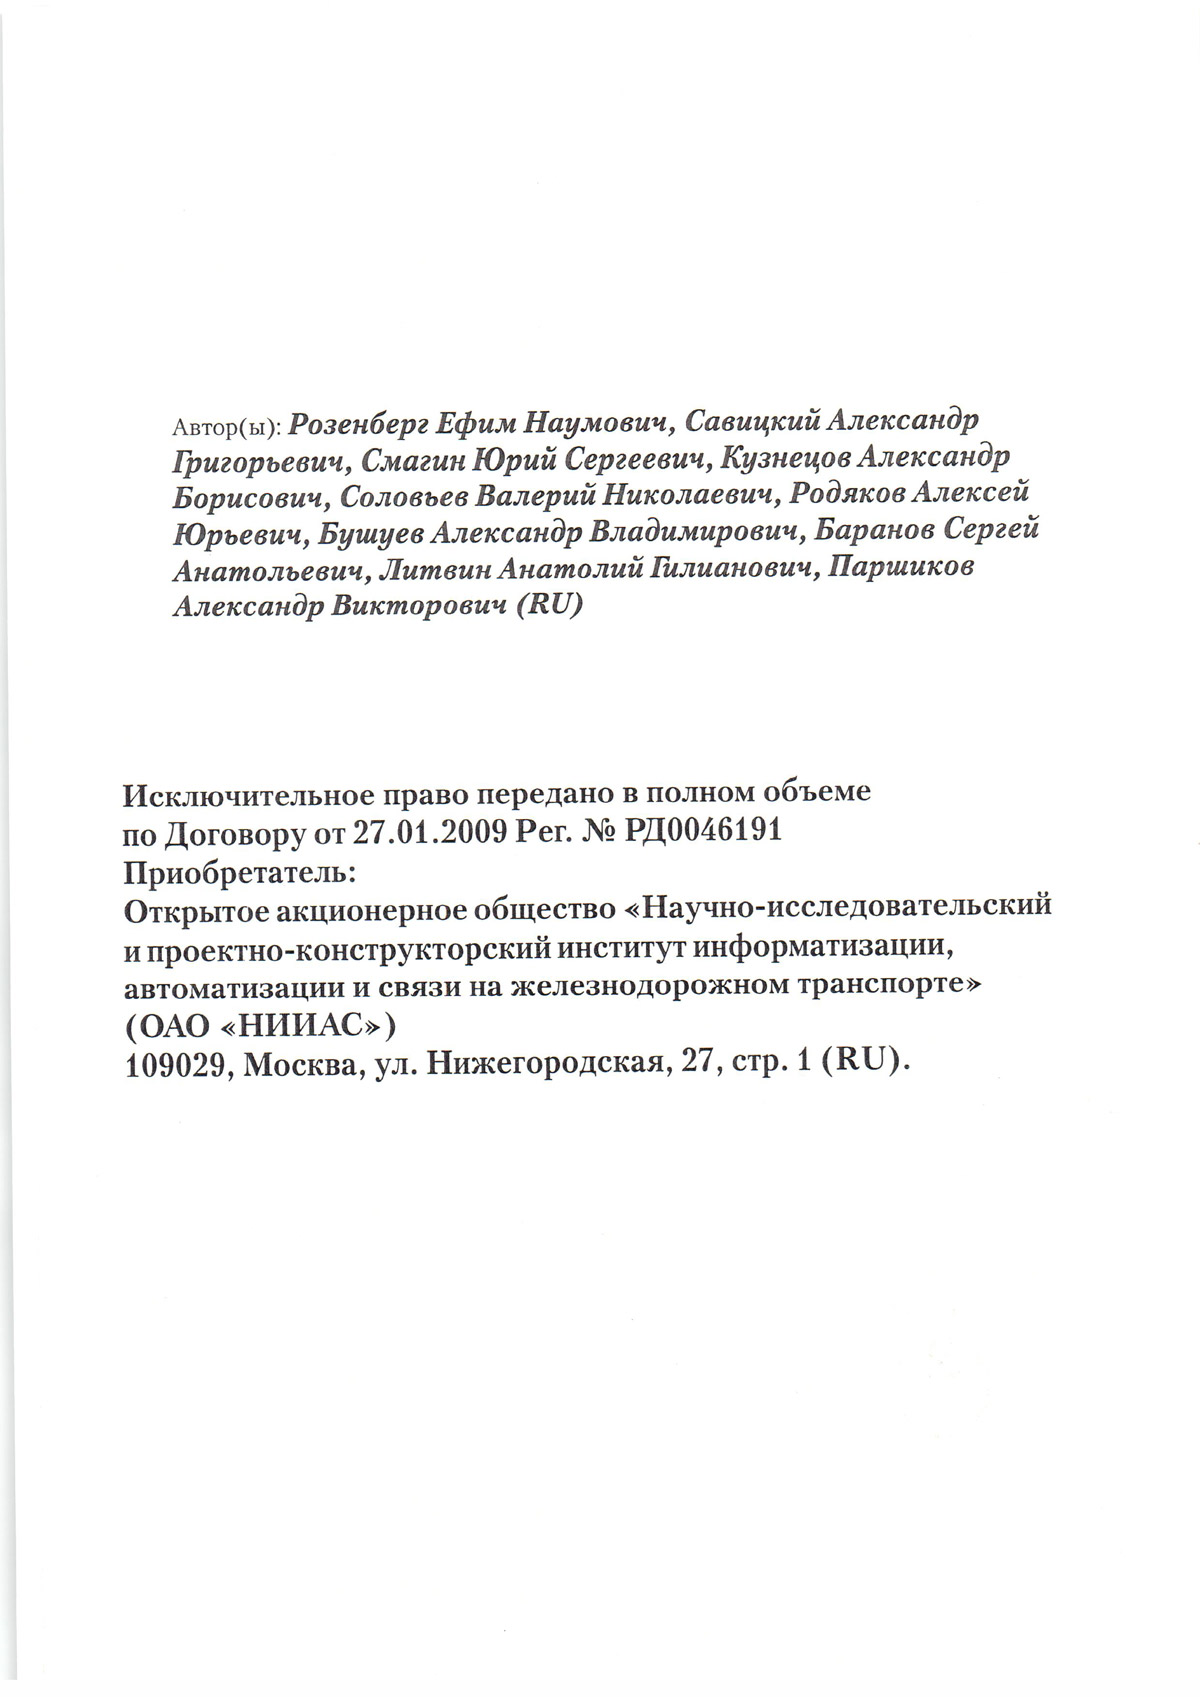 Автор(ы): Розенберг Ефим Наумович, Савицкий Александр
Григорьевич, Смагин Юрий Сергеевич, Кузнецов Александр
Борисович, Соловьев Валерий Николаевич, Родяков Алексей
Юрьевич, Бушуев Александр Владимирович, Баранов Сергей
Анатольевич, Литвин Анатолий Гилианович, Паршиков
Александр Викторович (RU)
Исключительное право передано в полном объеме
по Договору от 27.01.2009 Рег. № РД0046191
Приобретатель:
Открытое акционерное общество «Научно-исследовательский
и проектно-конструкторский институт информатизации,
автоматизации и связи на железнодорожном транспорте»
(ОАО «НИИАС»)
109029, Москва, ул. Нижегородская, 27, стр. 1 (RU).